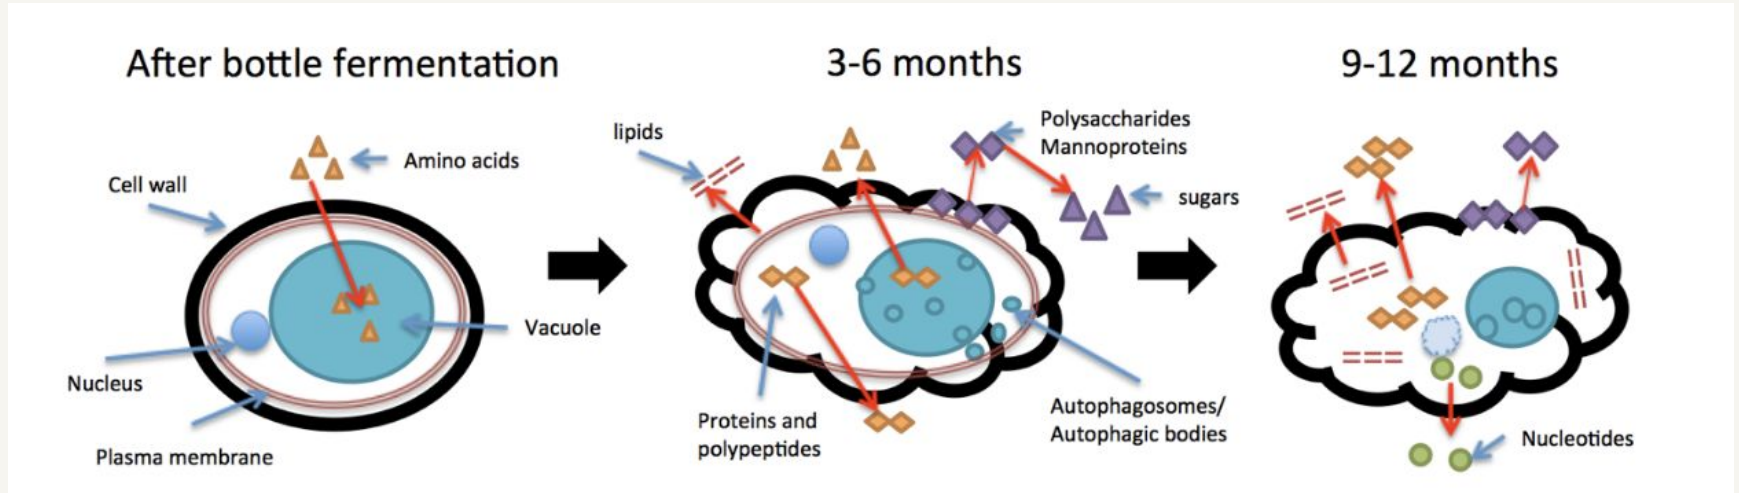 After bottle fermentation
3-6 months
9-12 months
Cell wall
Amino acids
Nucleus
Vacuole
Plasma membrane
lipids
Polysaccharides
Mannoproteins
sugars
Proteins and
polypeptides
Autophagosomes/
Autophagic bodies
Nucleotides